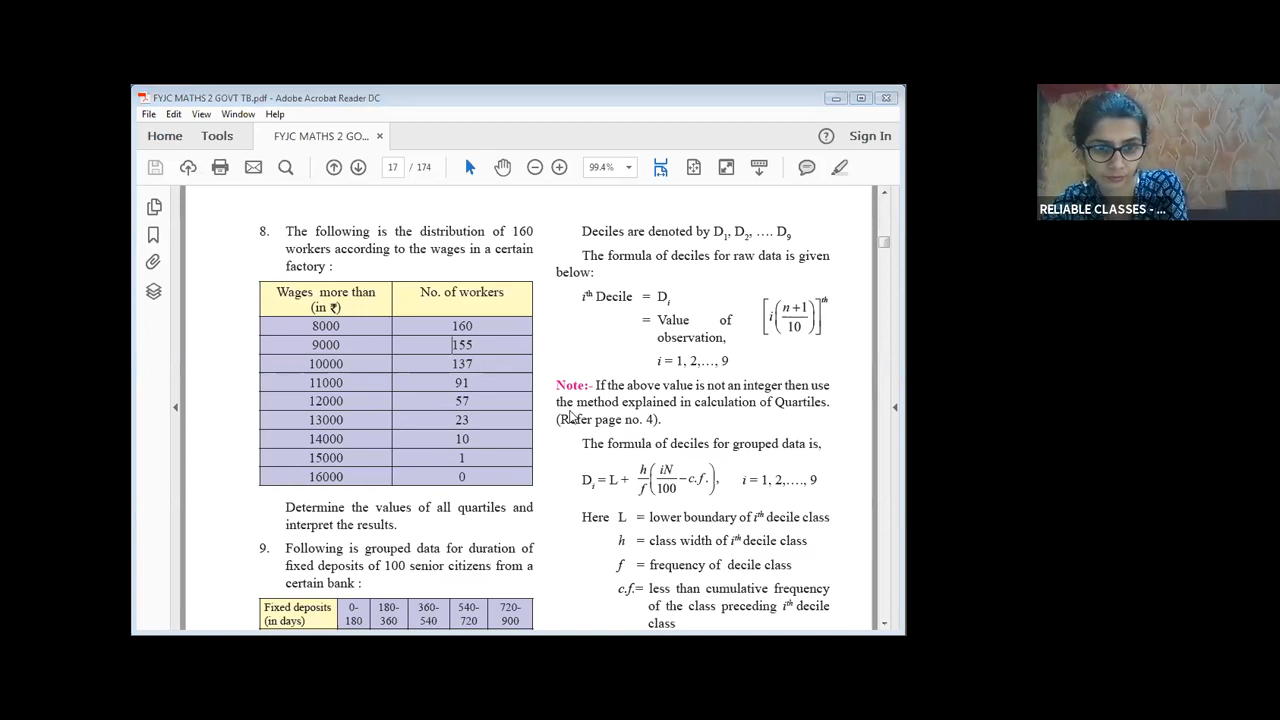 FYJC MATHS 2 GOVT TB.pdf - Adobe Acrobat Reader DC
File Edit View Window Help
Home Tools FYJC MATHS 2 GO... × Sign In
17 / 174 99.4%
8. The following is the distribution of 160
workers according to the wages in a certain
factory :
Wages more than (in ₹) No. of workers
8000 160
9000 155
10000 137
11000 91
12000 57
13000 23
14000 10
15000 1
16000 0
Determine the values of all quartiles and
interpret the results.
9. Following is grouped data for duration of
fixed deposits of 100 senior citizens from a
certain bank :
Fixed deposits (in days) 0-180 180-360 360-540 540-720 720-900
Deciles are denoted by D₁, D₂, …. D₉
The formula of deciles for raw data is given
below:
iᵗʰ Decile = Dᵢ
= Value of observation, [i((n+1)/10)]ᵗʰ
i = 1, 2,…, 9
Note:- If the above value is not an integer then use
the method explained in calculation of Quartiles.
(Refer page no. 4).
The formula of deciles for grouped data is,
Dᵢ = L + h/f (iN/100 − c.f.), i = 1, 2,…., 9
Here L = lower boundary of iᵗʰ decile class
h = class width of iᵗʰ decile class
f = frequency of decile class
c.f.= less than cumulative frequency
of the class preceding iᵗʰ decile
class
RELIABLE CLASSES - ...